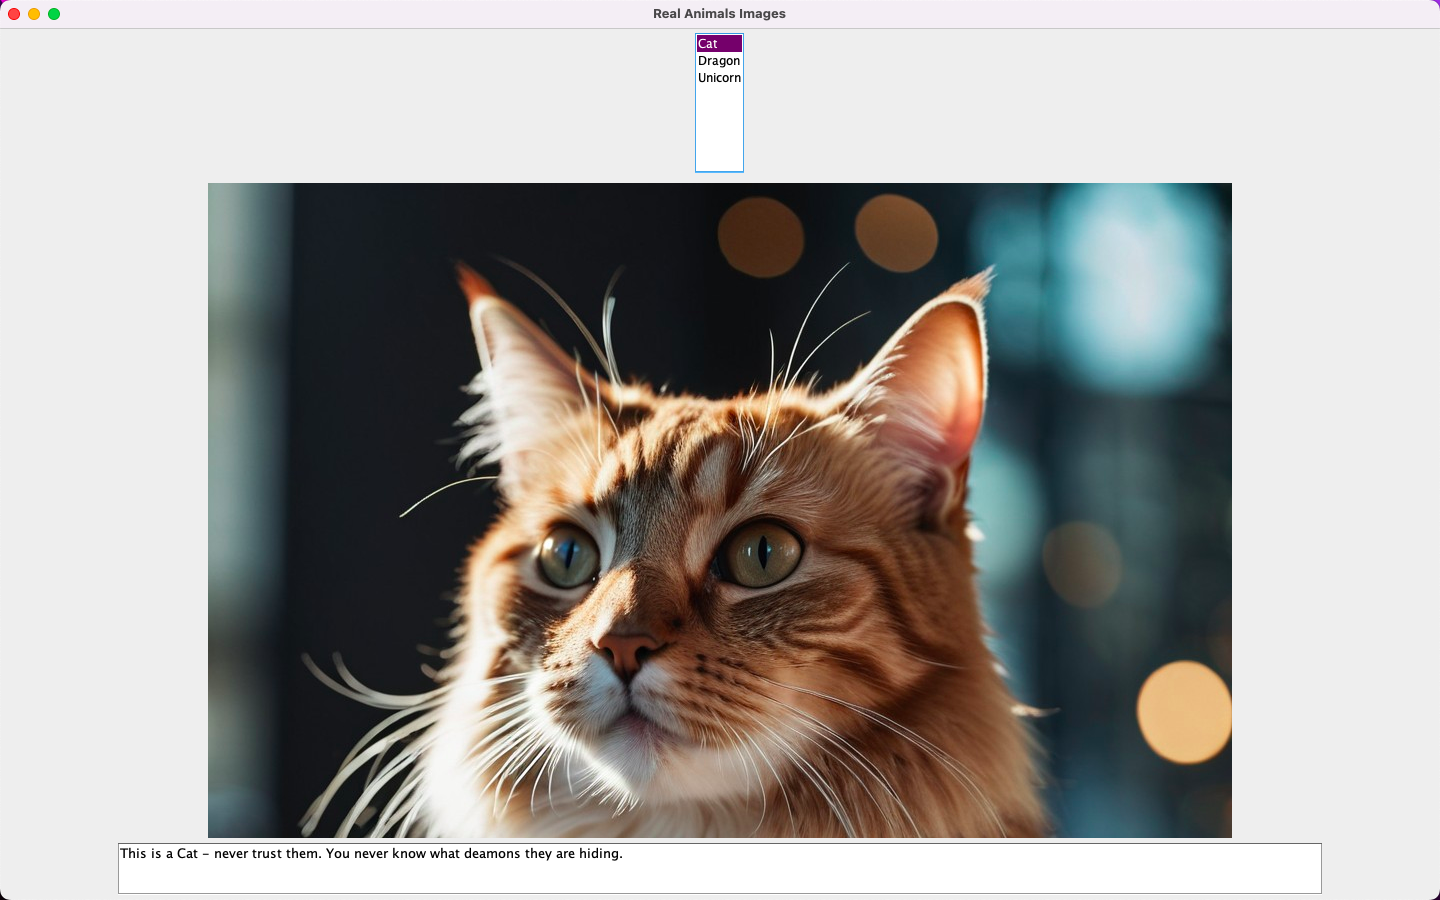 Real Animals Images
Cat
Dragon
Unicorn
This is a Cat – never trust them. You never know what deamons they are hiding.